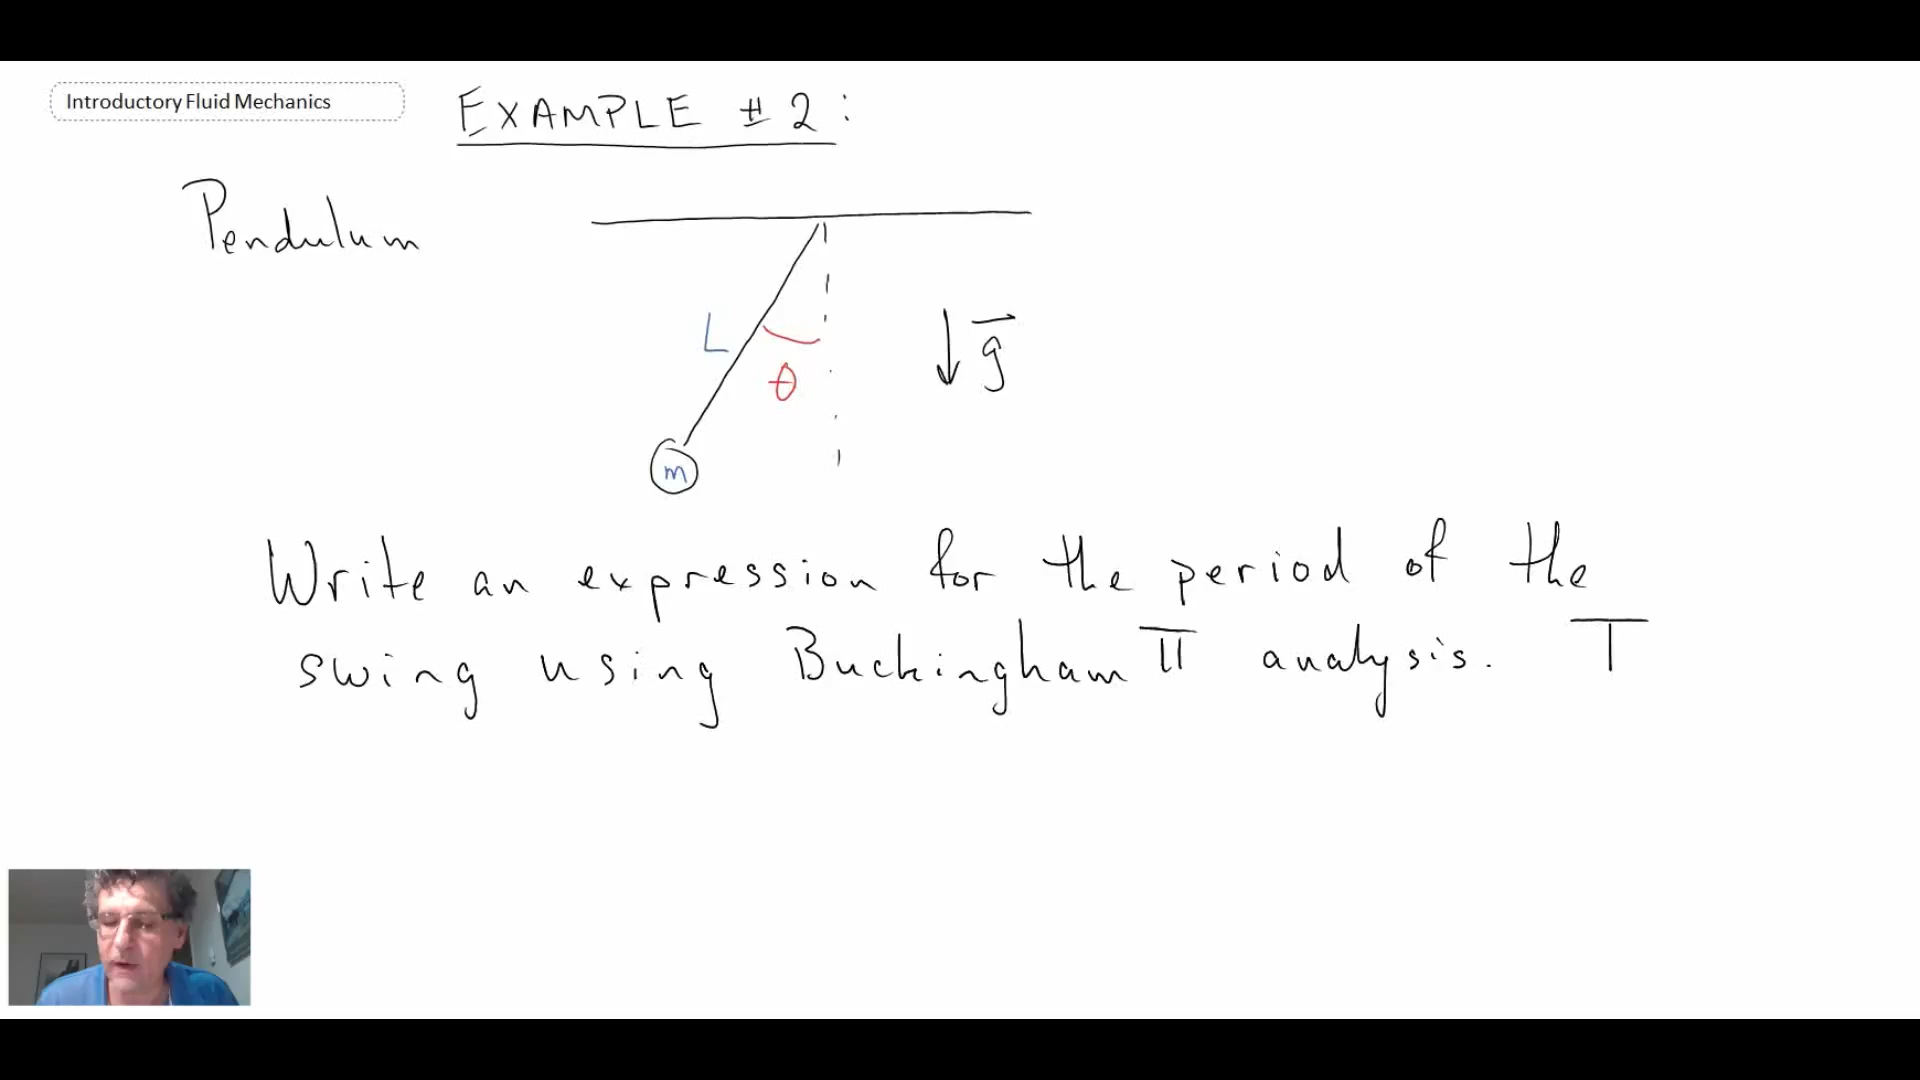 Introductory Fluid Mechanics
EXAMPLE #2:
Pendulum
L
θ
g
m
Write an expression for the period of the
swing using Buckingham Π analysis. T